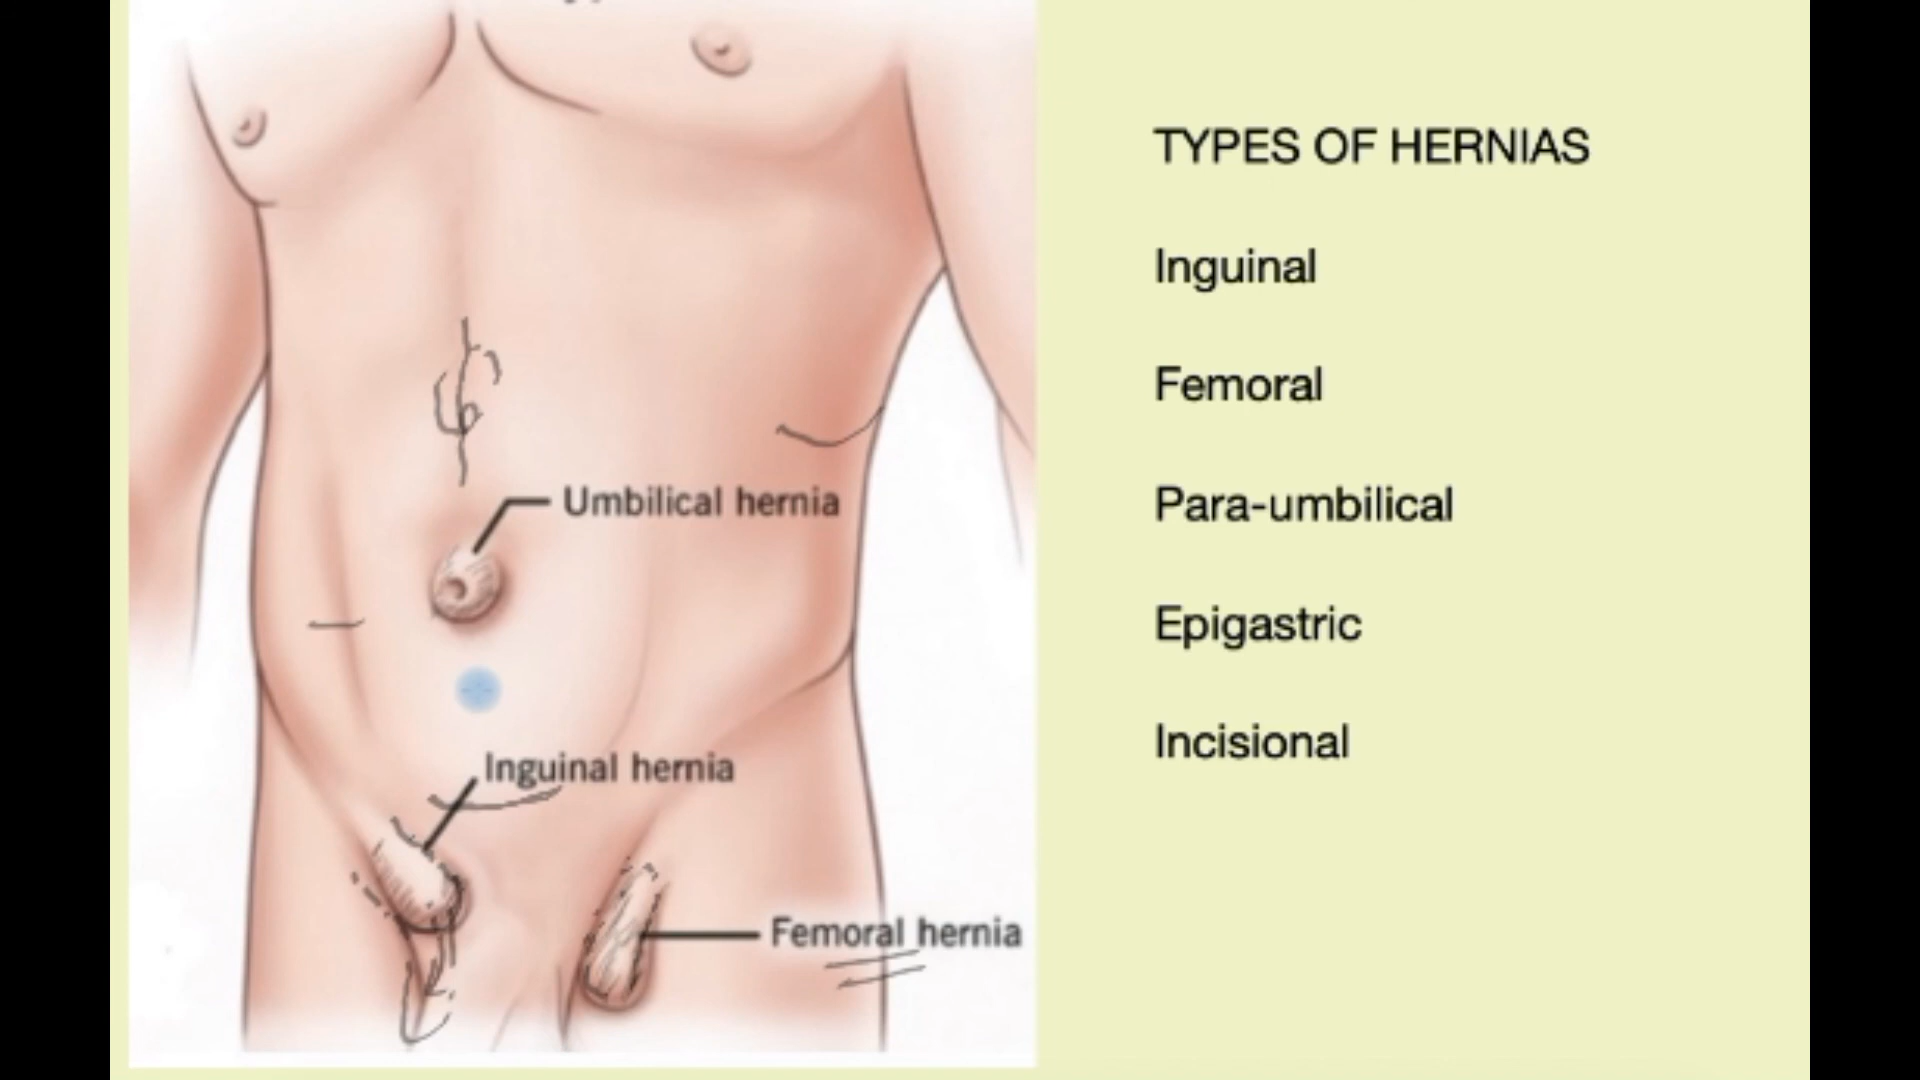 TYPES OF HERNIAS
Inguinal
Femoral
Para-umbilical
Epigastric
Incisional
Umbilical hernia
Inguinal hernia
Femoral hernia